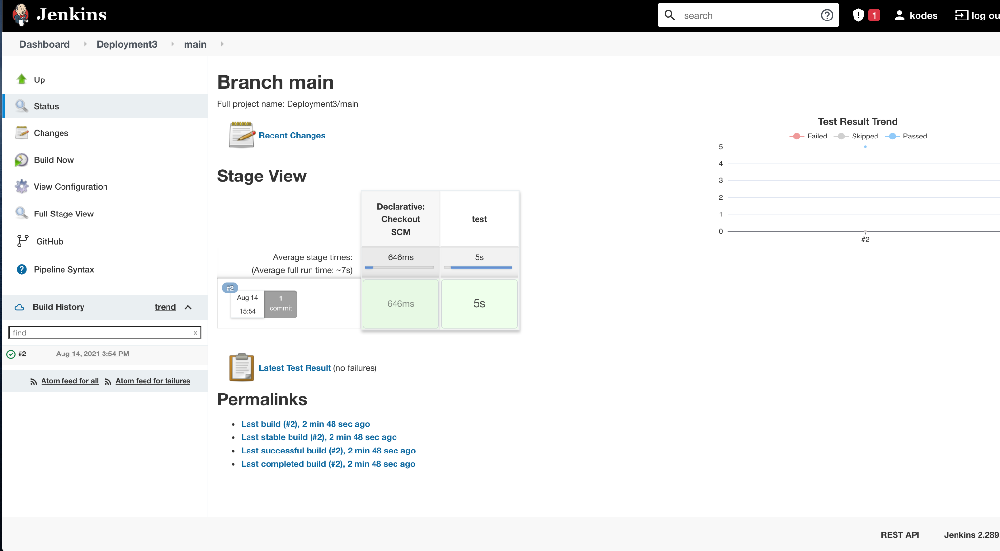 Jenkins
search
1
kodes
log ou
Dashboard
Deployment3
main
Up
Status
Changes
Build Now
View Configuration
Full Stage View
GitHub
Pipeline Syntax
Build History
trend
find
x
#2
Aug 14, 2021 3:54 PM
Atom feed for all
Atom feed for failures
Branch main
Full project name: Deployment3/main
Recent Changes
Stage View
Declarative:
Checkout
SCM
test
Average stage times:
(Average full run time: ~7s)
646ms
5s
#2
Aug 14
15:54
1
commit
646ms
5s
Latest Test Result (no failures)
Permalinks
Last build (#2), 2 min 48 sec ago
Last stable build (#2), 2 min 48 sec ago
Last successful build (#2), 2 min 48 sec ago
Last completed build (#2), 2 min 48 sec ago
Test Result Trend
Failed
Skipped
Passed
5
4
3
2
1
0
#2
REST API
Jenkins 2.289.